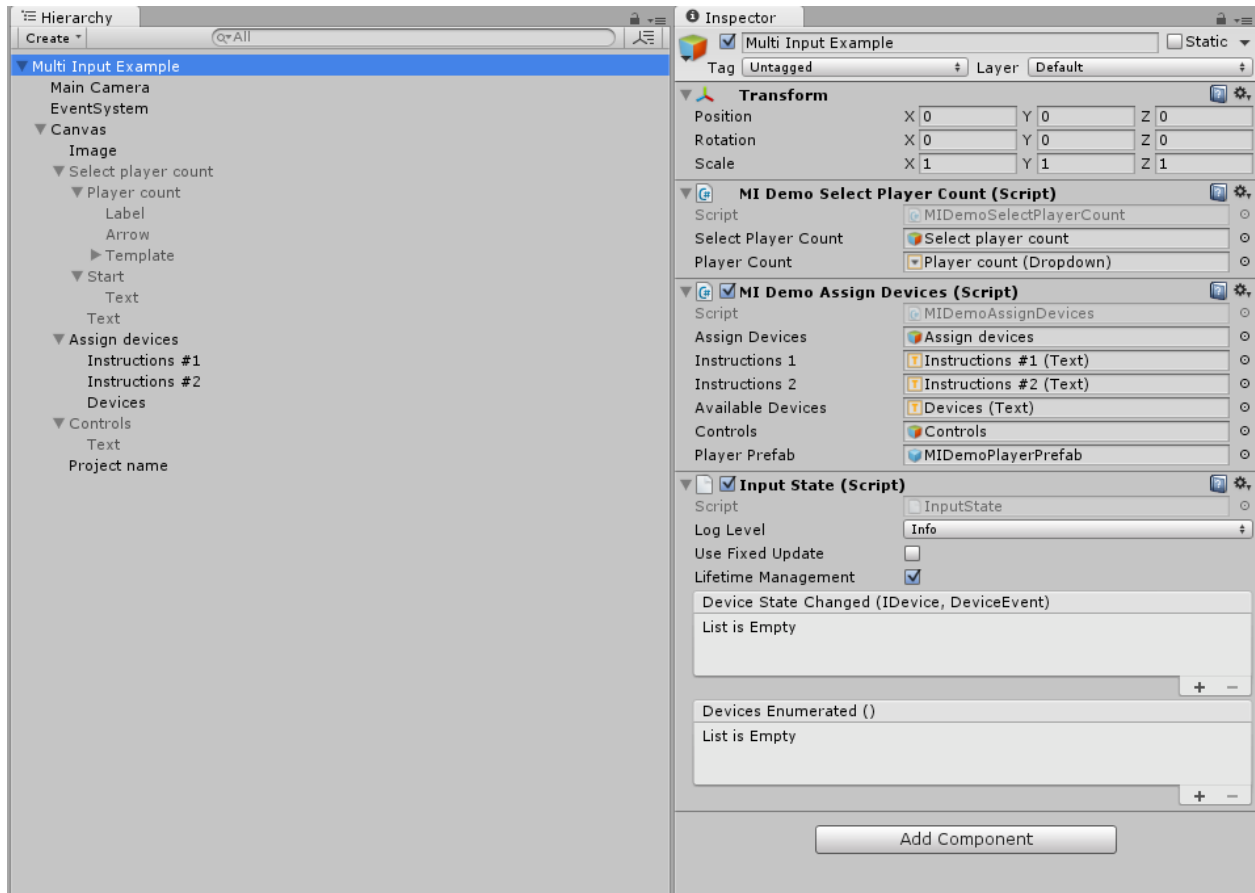 Hierarchy
Create
All
Multi Input Example
Main Camera
EventSystem
Canvas
Image
Select player count
Player count
Label
Arrow
Template
Start
Text
Text
Assign devices
Instructions #1
Instructions #2
Devices
Controls
Text
Project name
Inspector
Multi Input Example Static
Tag Untagged Layer Default
Transform
Position X 0 Y 0 Z 0
Rotation X 0 Y 0 Z 0
Scale X 1 Y 1 Z 1
MI Demo Select Player Count (Script)
Script MIDemoSelectPlayerCount
Select Player Count Select player count
Player Count Player count (Dropdown)
MI Demo Assign Devices (Script)
Script MIDemoAssignDevices
Assign Devices Assign devices
Instructions 1 Instructions #1 (Text)
Instructions 2 Instructions #2 (Text)
Available Devices Devices (Text)
Controls Controls
Player Prefab MIDemoPlayerPrefab
Input State (Script)
Script InputState
Log Level Info
Use Fixed Update
Lifetime Management
Device State Changed (IDevice, DeviceEvent)
List is Empty
+ −
Devices Enumerated ()
List is Empty
+ −
Add Component